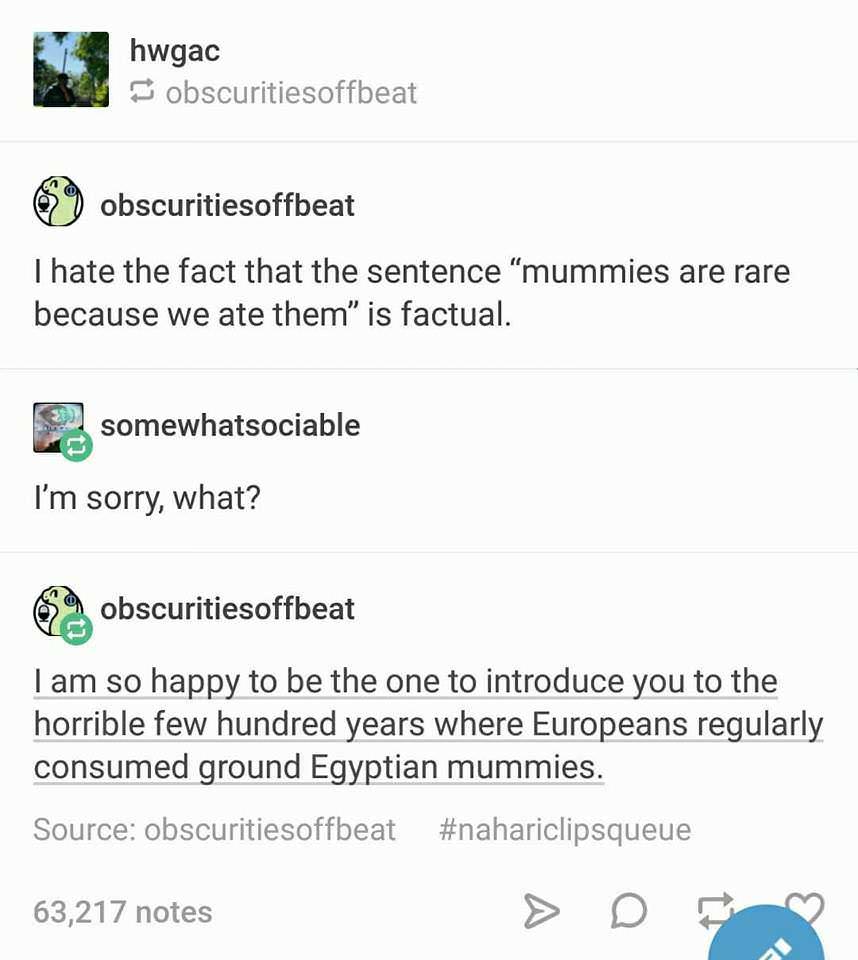 hwgac
obscuritiesoffbeat
obscuritiesoffbeat
I hate the fact that the sentence “mummies are rare
because we ate them” is factual.
somewhatsociable
I’m sorry, what?
obscuritiesoffbeat
I am so happy to be the one to introduce you to the
horrible few hundred years where Europeans regularly
consumed ground Egyptian mummies.
Source: obscuritiesoffbeat #nahariclipsqueue
63,217 notes